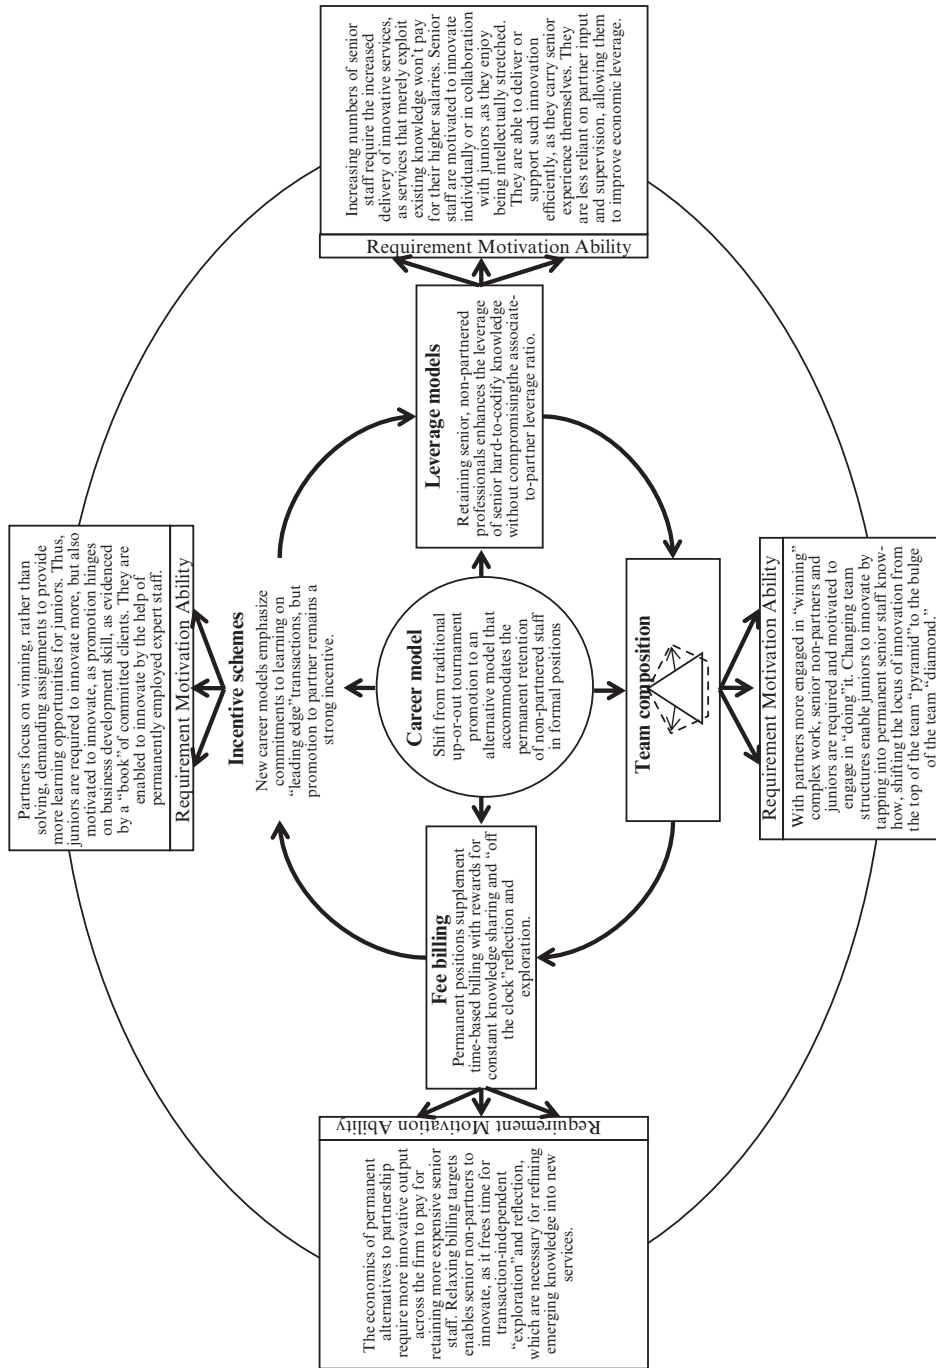 Partners focus on winning, rather than
solving, demanding assignments to provide
more learning opportunities for juniors. Thus,
juniors are required to innovate more, but also
motivated to innovate, as promotion hinges
on business development skill, as evidenced
by a “book”of committed clients. They are
enabled to innovate by the help of
permanently employed expert staff.
Requirement Motivation Ability
Incentive schemes
New career models emphasize
commitments to learning on
“leading edge”transactions, but
promotion to partner remains a
strong incentive.
The economics of permanent
alternatives to partnership
require more innovative output
across the firm to pay for
retaining more expensive senior
staff. Relaxing billing targets
enables senior non-partners to
innovate, as it frees time for
transaction-independent
“exploration”and reflection,
which are necessary for refining
emerging knowledge into new
services.
Requirement Motivation Ability
Fee billing
Permanent positions supplement
time-based billing with rewards for
constant knowledge sharing and “off
the clock”reflection and
exploration.
Career model
Shift from traditional
up-or-out tournament
promotion to an
alternative model that
accommodates the
permanent retention
of non-partnered staff
in formal positions
Leverage models
Retaining senior, non-partnered
professionals enhances the leverage
of senior hard-to-codify knowledge
without compromisingthe associate-
to-partner leverage ratio.
Requirement Motivation Ability
Increasing numbers of senior
staff require the increased
delivery of innovative services,
as services that merely exploit
existing knowledge won’t pay
for their higher salaries. Senior
staff are motivated to innovate
individually or in collaboration
with juniors ,as they enjoy
being intellectually stretched.
They are able to deliver or
support such innovation
efficiently, as they carry senior
experience themselves. They
are less reliant on partner input
and supervision, allowing them
to improve economic leverage.
Team composition
Requirement Motivation Ability
With partners more engaged in “winning”
complex work, senior non-partners and
juniors are required and motivated to
engage in “doing”it. Changing team
structures enable juniors to innovate by
tapping into permanent senior staff know-
how, shifting the locus of innovation from
the top of the team “pyramid”to the bulge
of the team “diamond.”